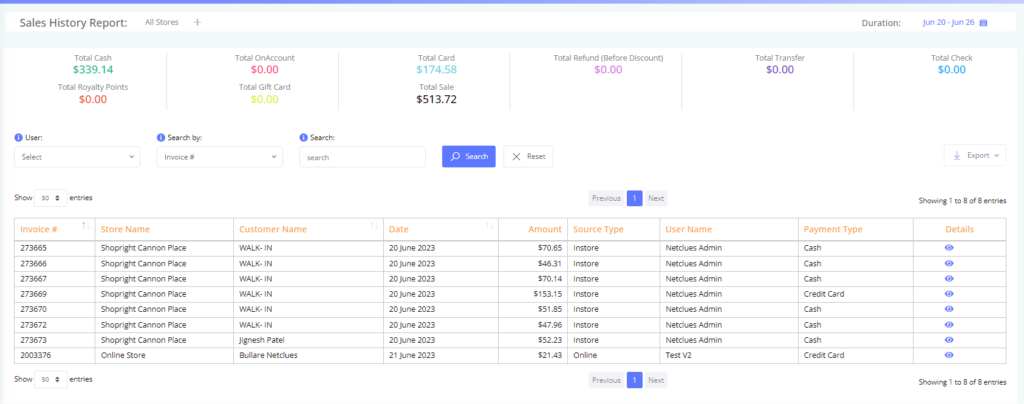 Sales History Report: All Stores + Duration: Jun 20 - Jun 26
Total Cash Total OnAccount Total Card Total Refund (Before Discount) Total Transfer Total Check
$339.14 $0.00 $174.58 $0.00 $0.00 $0.00
Total Royalty Points Total Gift Card Total Sale
$0.00 $0.00 $513.72
User: Search by: Search:
Select Invoice # search Search Reset Export
Show 50 entries Previous 1 Next Showing 1 to 8 of 8 entries
Invoice # Store Name Customer Name Date Amount Source Type User Name Payment Type Details
273665 Shopright Cannon Place WALK- IN 20 June 2023 $70.65 Instore Netclues Admin Cash
273666 Shopright Cannon Place WALK- IN 20 June 2023 $46.31 Instore Netclues Admin Cash
273667 Shopright Cannon Place WALK- IN 20 June 2023 $70.14 Instore Netclues Admin Cash
273669 Shopright Cannon Place WALK- IN 20 June 2023 $153.15 Instore Netclues Admin Credit Card
273670 Shopright Cannon Place WALK- IN 20 June 2023 $51.85 Instore Netclues Admin Cash
273672 Shopright Cannon Place WALK- IN 20 June 2023 $47.96 Instore Netclues Admin Cash
273673 Shopright Cannon Place Jignesh Patel 20 June 2023 $52.23 Instore Netclues Admin Cash
2003376 Online Store Bullare Netclues 21 June 2023 $21.43 Online Test V2 Credit Card
Show 50 entries Previous 1 Next Showing 1 to 8 of 8 entries